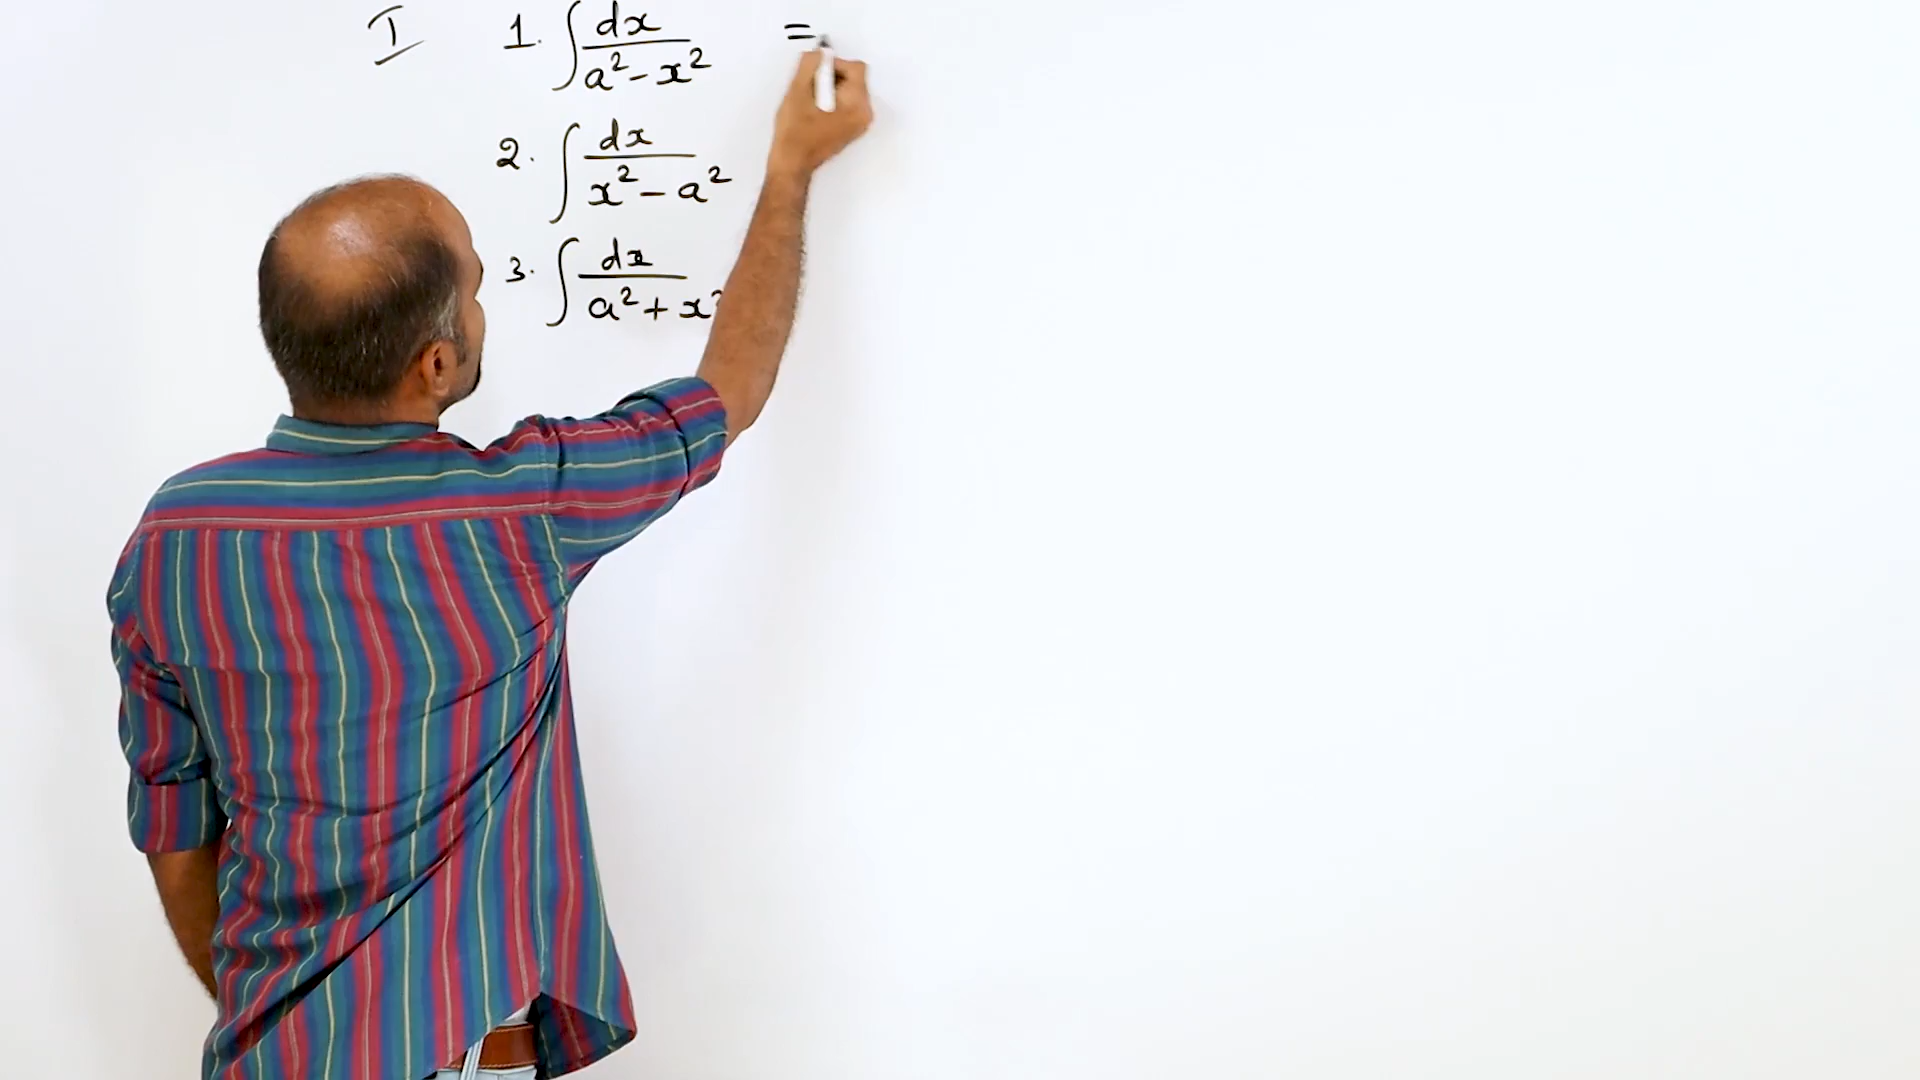 I 1. ∫ dx / a² - x² =
2. ∫ dx / x² - a²
3. ∫ dx / a² + x²